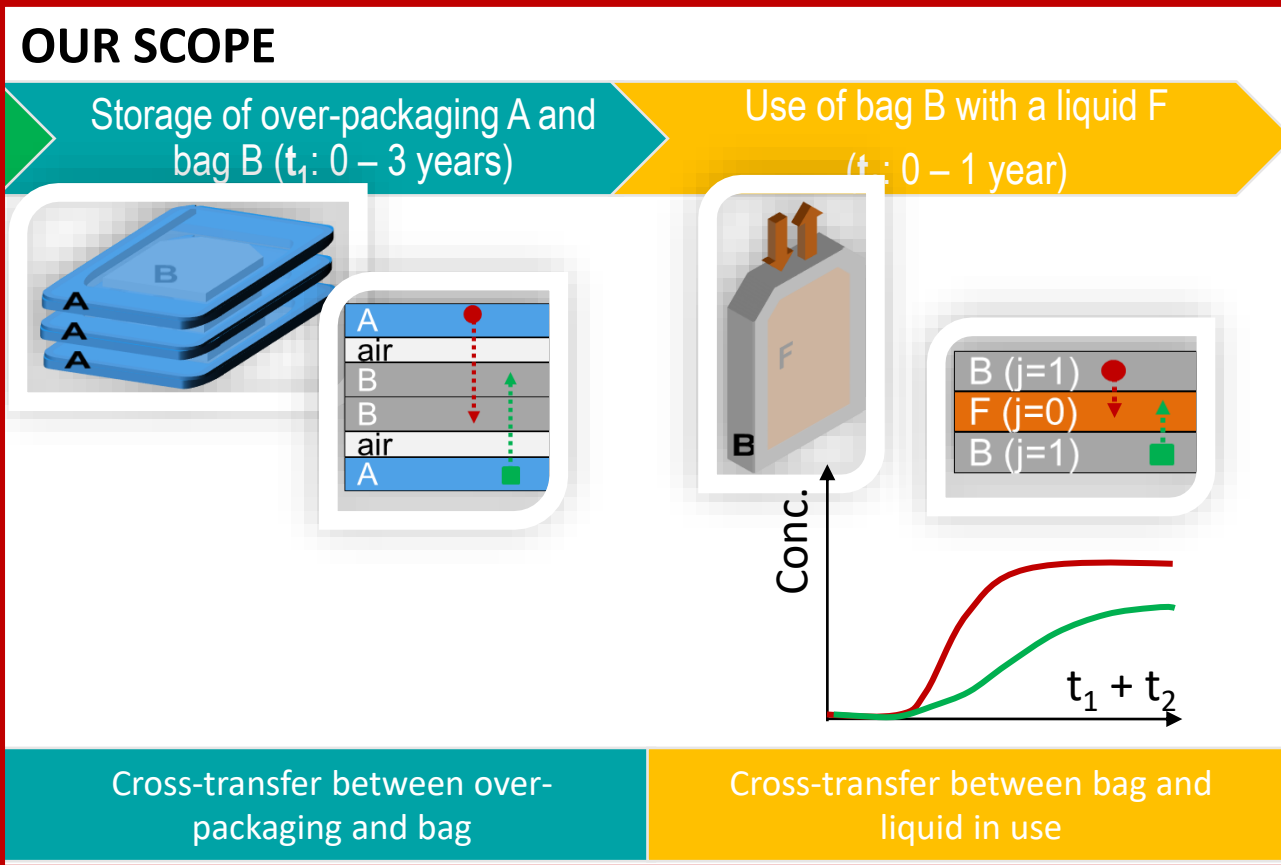 OUR SCOPE
Storage of over-packaging A and
bag B (t₁: 0 – 3 years)
Use of bag B with a liquid F
(t : 0 – 1 year)
B
A
A
A
A
air
B
B
air
A
F
B
B (j=1)
F (j=0)
B (j=1)
Conc.
t₁ + t₂
Cross-transfer between over-
packaging and bag
Cross-transfer between bag and
liquid in use